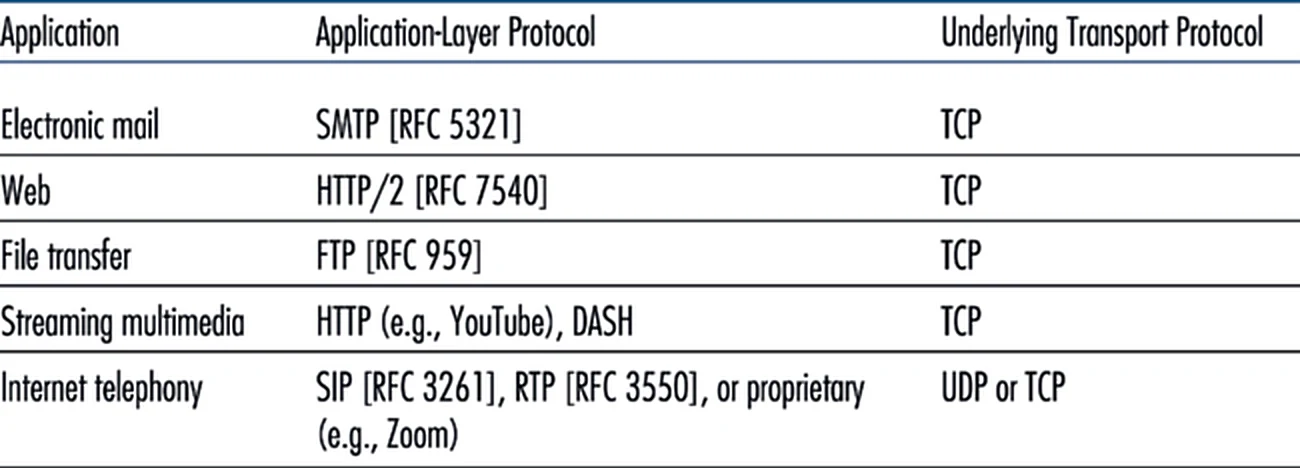 Application Application-Layer Protocol Underlying Transport Protocol
Electronic mail SMTP [RFC 5321] TCP
Web HTTP/2 [RFC 7540] TCP
File transfer FTP [RFC 959] TCP
Streaming multimedia HTTP (e.g., YouTube), DASH TCP
Internet telephony SIP [RFC 3261], RTP [RFC 3550], or proprietary UDP or TCP
(e.g., Zoom)